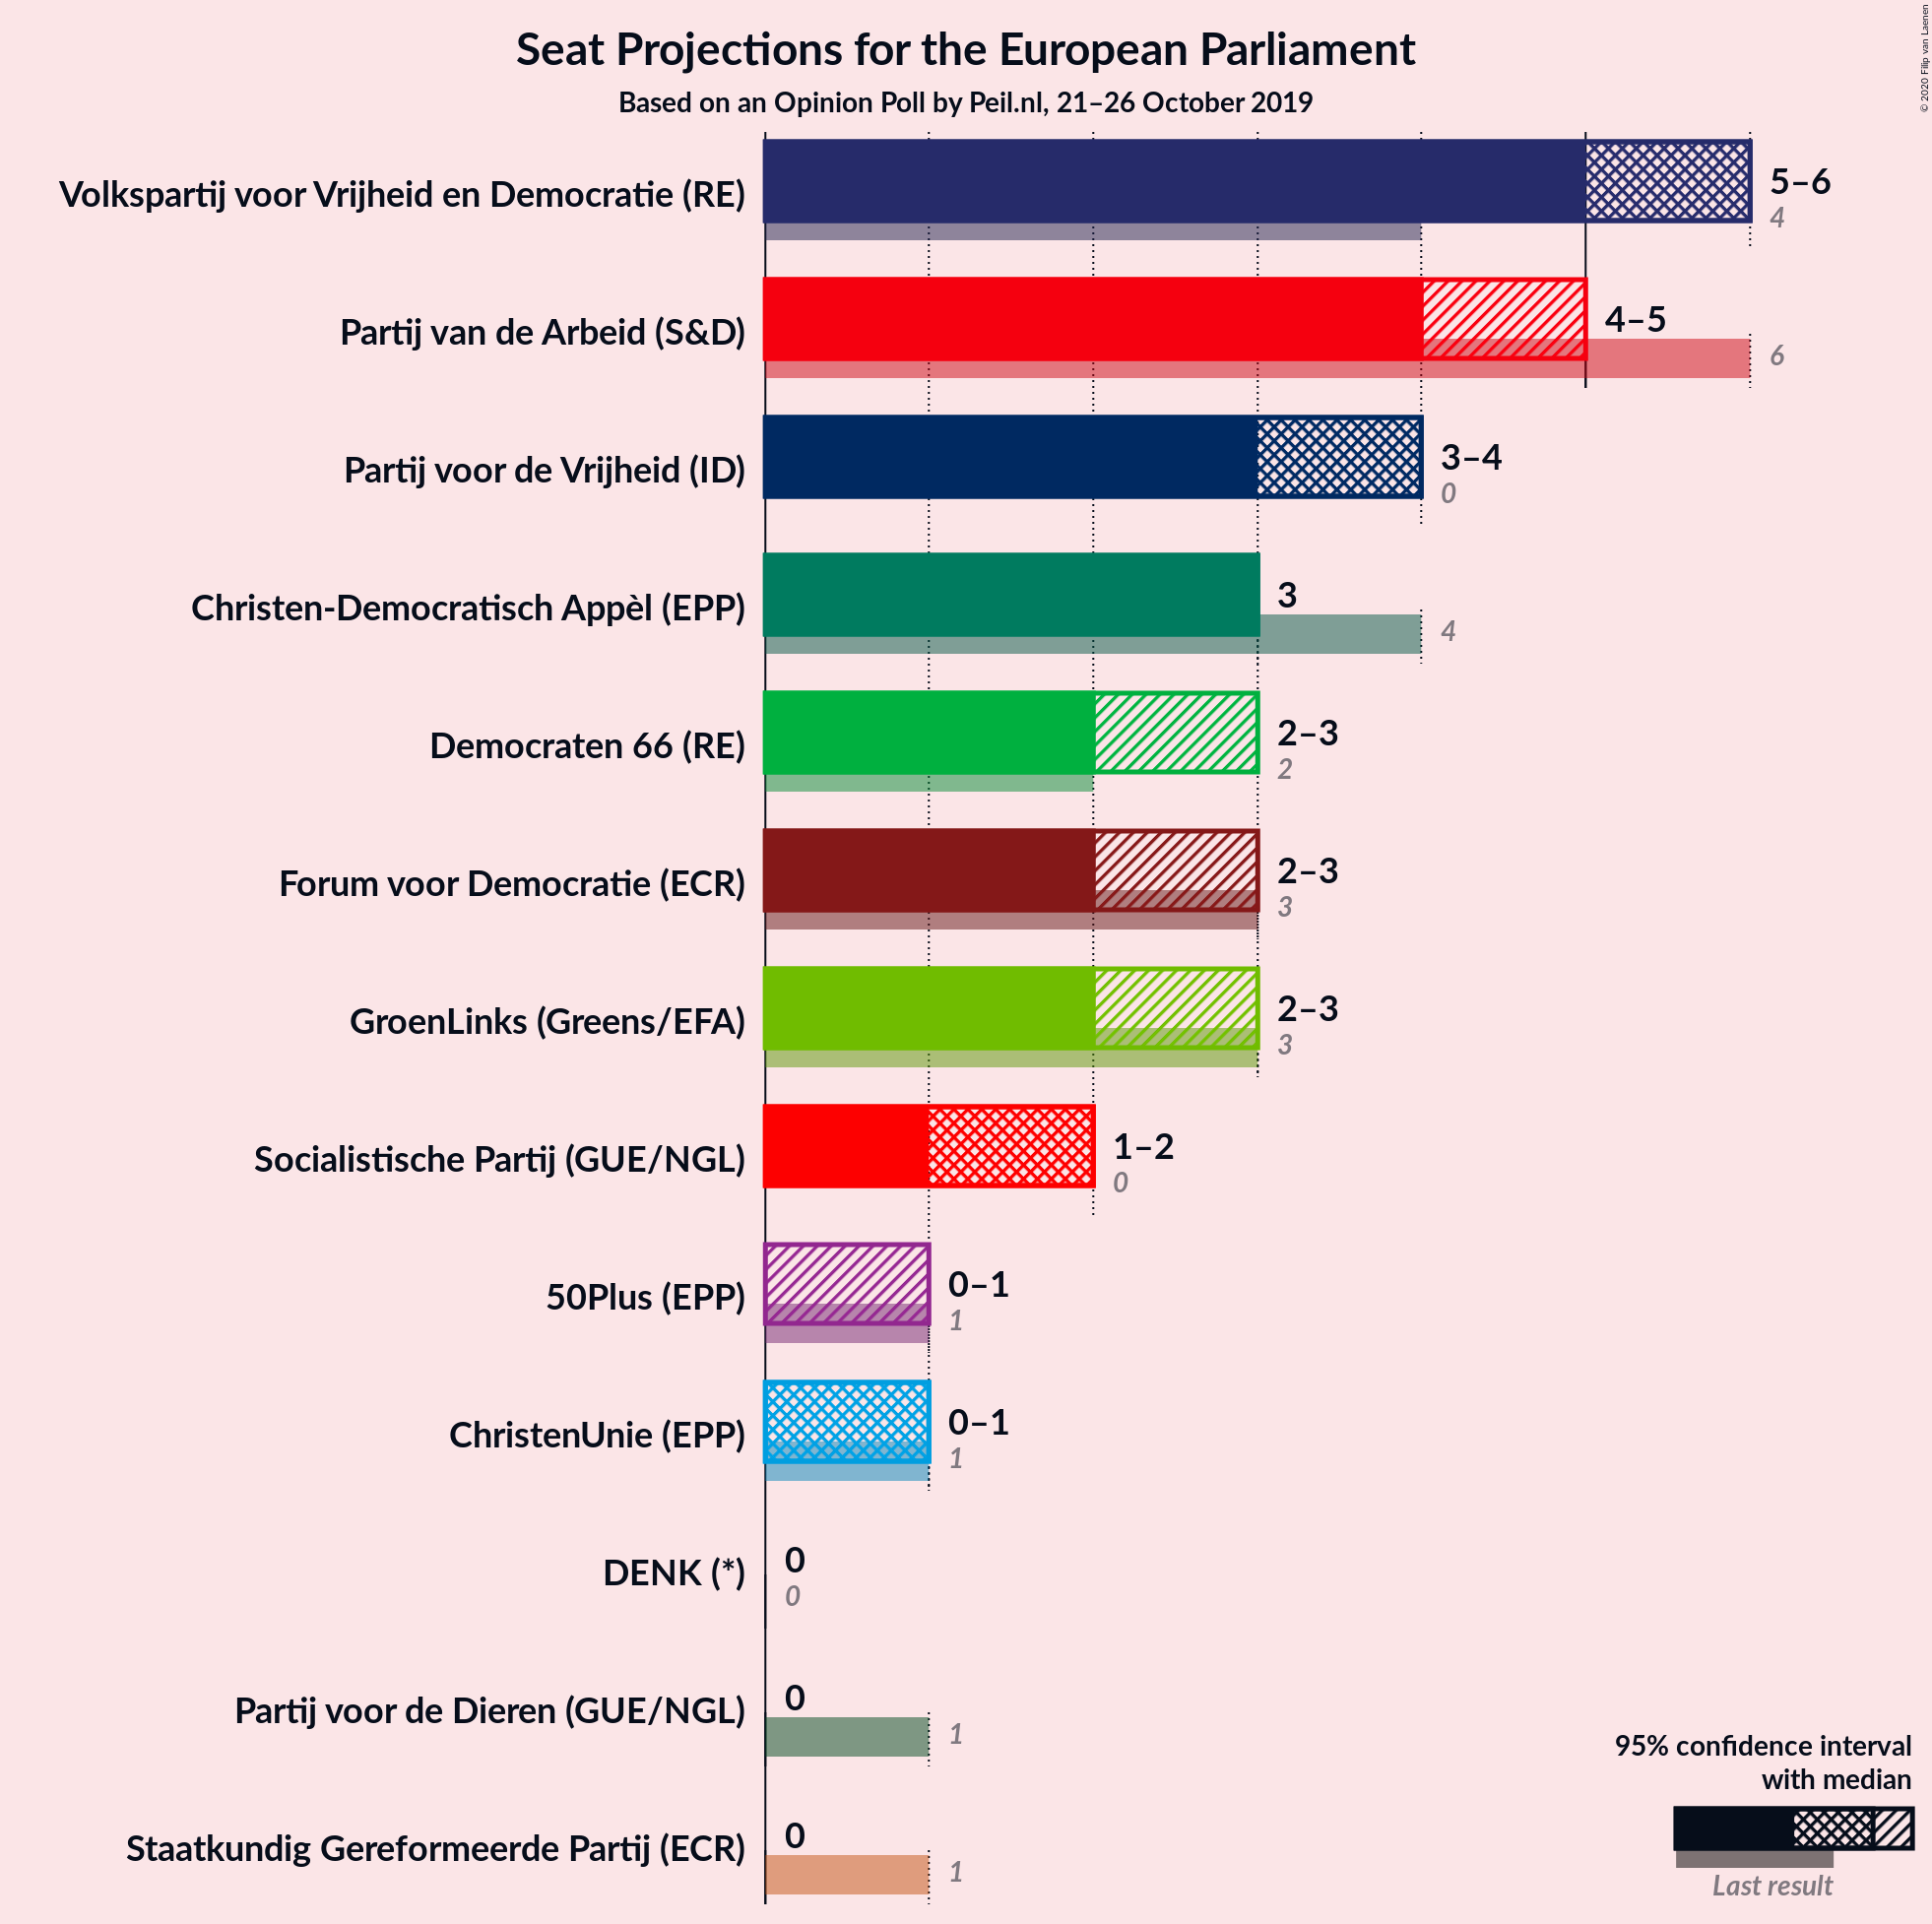 Seat Projections for the European Parliament
Based on an Opinion Poll by Peil.nl, 21–26 October 2019
© 2020 Filip van Laenen
Volkspartij voor Vrijheid en Democratie (RE)
5–6
4
Partij van de Arbeid (S&D)
4–5
6
Partij voor de Vrijheid (ID)
3–4
0
Christen-Democratisch Appèl (EPP)
3
4
Democraten 66 (RE)
2–3
2
Forum voor Democratie (ECR)
2–3
3
GroenLinks (Greens/EFA)
2–3
3
Socialistische Partij (GUE/NGL)
1–2
0
50Plus (EPP)
0–1
1
ChristenUnie (EPP)
0–1
1
DENK (*)
0
0
Partij voor de Dieren (GUE/NGL)
0
1
Staatkundig Gereformeerde Partij (ECR)
0
1
95% confidence interval
with median
Last result